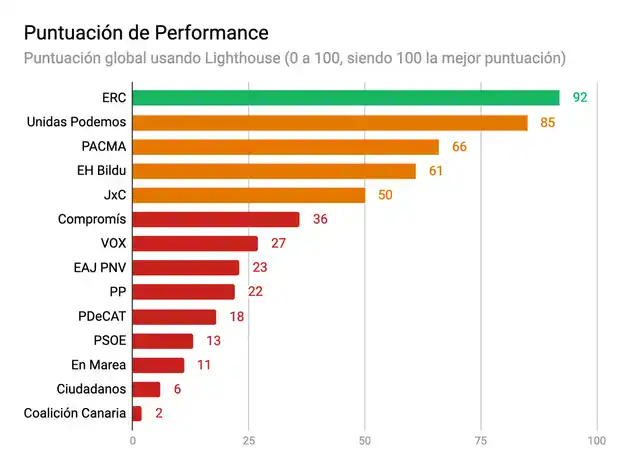 Puntuación de Performance
Puntuación global usando Lighthouse (0 a 100, siendo 100 la mejor puntuación)
ERC 92
Unidas Podemos 85
PACMA 66
EH Bildu 61
JxC 50
Compromís 36
VOX 27
EAJ PNV 23
PP 22
PDeCAT 18
PSOE 13
En Marea 11
Ciudadanos 6
Coalición Canaria 2
0 25 50 75 100